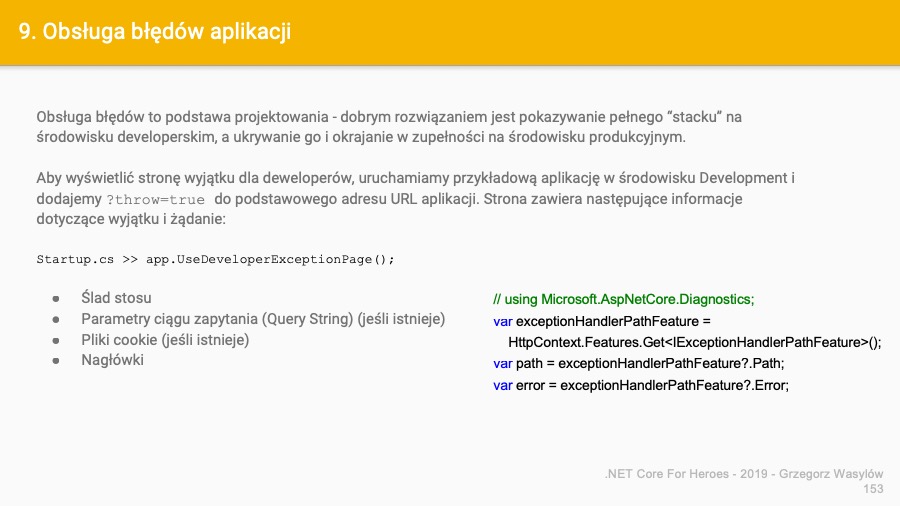 9. Obsługa błędów aplikacji
Obsługa błędów to podstawa projektowania - dobrym rozwiązaniem jest pokazywanie pełnego “stacku” na
środowisku developerskim, a ukrywanie go i okrajanie w zupełności na środowisku produkcyjnym.
Aby wyświetlić stronę wyjątku dla deweloperów, uruchamiamy przykładową aplikację w środowisku Development i
dodajemy ?throw=true do podstawowego adresu URL aplikacji. Strona zawiera następujące informacje
dotyczące wyjątku i żądanie:
Startup.cs >> app.UseDeveloperExceptionPage();
● Ślad stosu
● Parametry ciągu zapytania (Query String) (jeśli istnieje)
● Pliki cookie (jeśli istnieje)
● Nagłówki
// using Microsoft.AspNetCore.Diagnostics;
var exceptionHandlerPathFeature =
HttpContext.Features.Get<IExceptionHandlerPathFeature>();
var path = exceptionHandlerPathFeature?.Path;
var error = exceptionHandlerPathFeature?.Error;
.NET Core For Heroes - 2019 - Grzegorz Wasylów
153